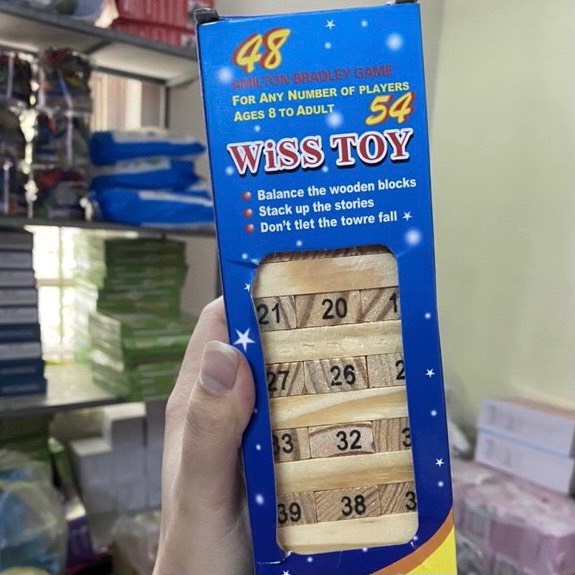 48
AMILTON BRADLEY GAME
FOR ANY NUMBER OF PLAYERS
AGES 8 TO ADULT
54
WiSS TOY
Balance the wooden blocks
Stack up the stories
Don't tlet the towre fall
21 20 1
27 26 2
33 32 3
39 38 3